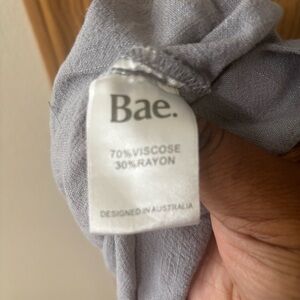 Bae.
70%VISCOSE
30%RAYON
DESIGNED IN AUSTRALIA